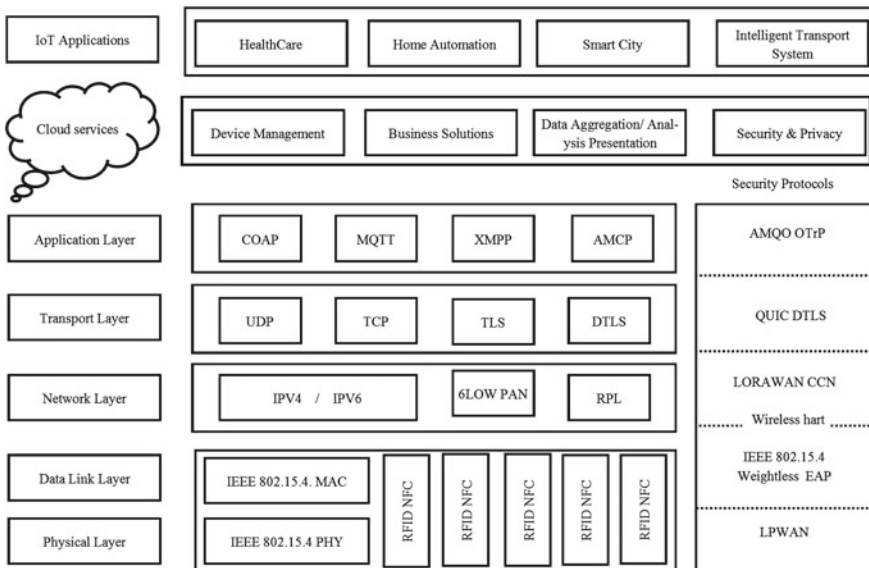 IoT Applications
HealthCare
Home Automation
Smart City
Intelligent Transport
System
Cloud services
Device Management
Business Solutions
Data Aggregation/ Anal-
ysis Presentation
Security & Privacy
Security Protocols
Application Layer
COAP
MQTT
XMPP
AMCP
AMQO OTrP
Transport Layer
UDP
TCP
TLS
DTLS
QUIC DTLS
Network Layer
IPV4 / IPV6
6LOW PAN
RPL
LORAWAN CCN
Wireless hart
Data Link Layer
IEEE 802.15.4. MAC
RFID NFC
RFID NFC
RFID NFC
RFID NFC
RFID NFC
IEEE 802.15.4
Weightless EAP
Physical Layer
IEEE 802.15.4 PHY
LPWAN